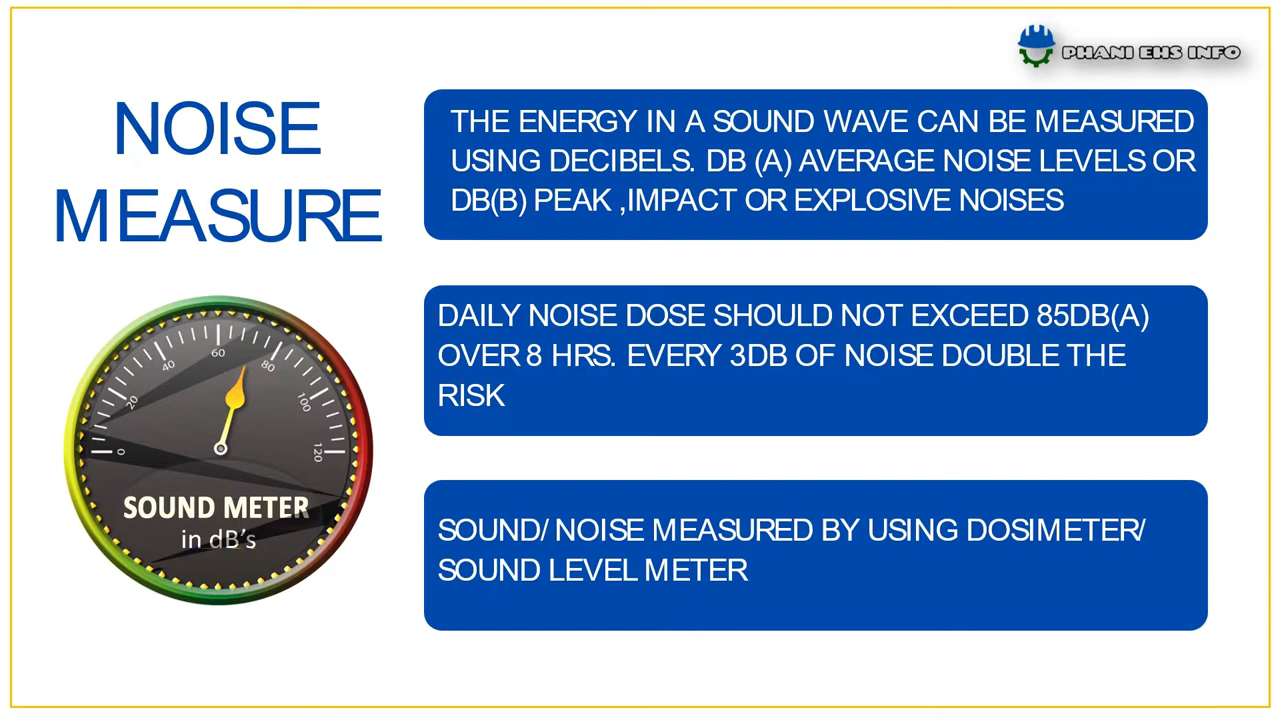 PHANI EHS INFO
NOISE
MEASURE
THE ENERGY IN A SOUND WAVE CAN BE MEASURED
USING DECIBELS. DB (A) AVERAGE NOISE LEVELS OR
DB(B) PEAK ,IMPACT OR EXPLOSIVE NOISES
DAILY NOISE DOSE SHOULD NOT EXCEED 85DB(A)
OVER 8 HRS. EVERY 3DB OF NOISE DOUBLE THE
RISK
SOUND/ NOISE MEASURED BY USING DOSIMETER/
SOUND LEVEL METER
0
20
40
60
80
100
120
SOUND METER
in dB's